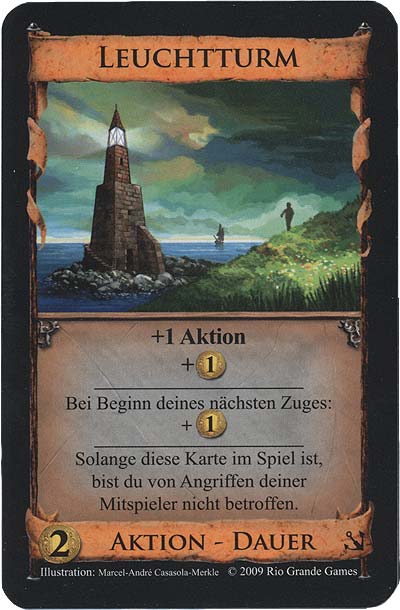 LEUCHTTURM
+1 Aktion
+ 1
Bei Beginn deines nächsten Zuges:
+ 1
Solange diese Karte im Spiel ist,
bist du von Angriffen deiner
Mitspieler nicht betroffen.
2 AKTION - DAUER
Illustration: Marcel-André Casasola-Merkle © 2009 Rio Grande Games